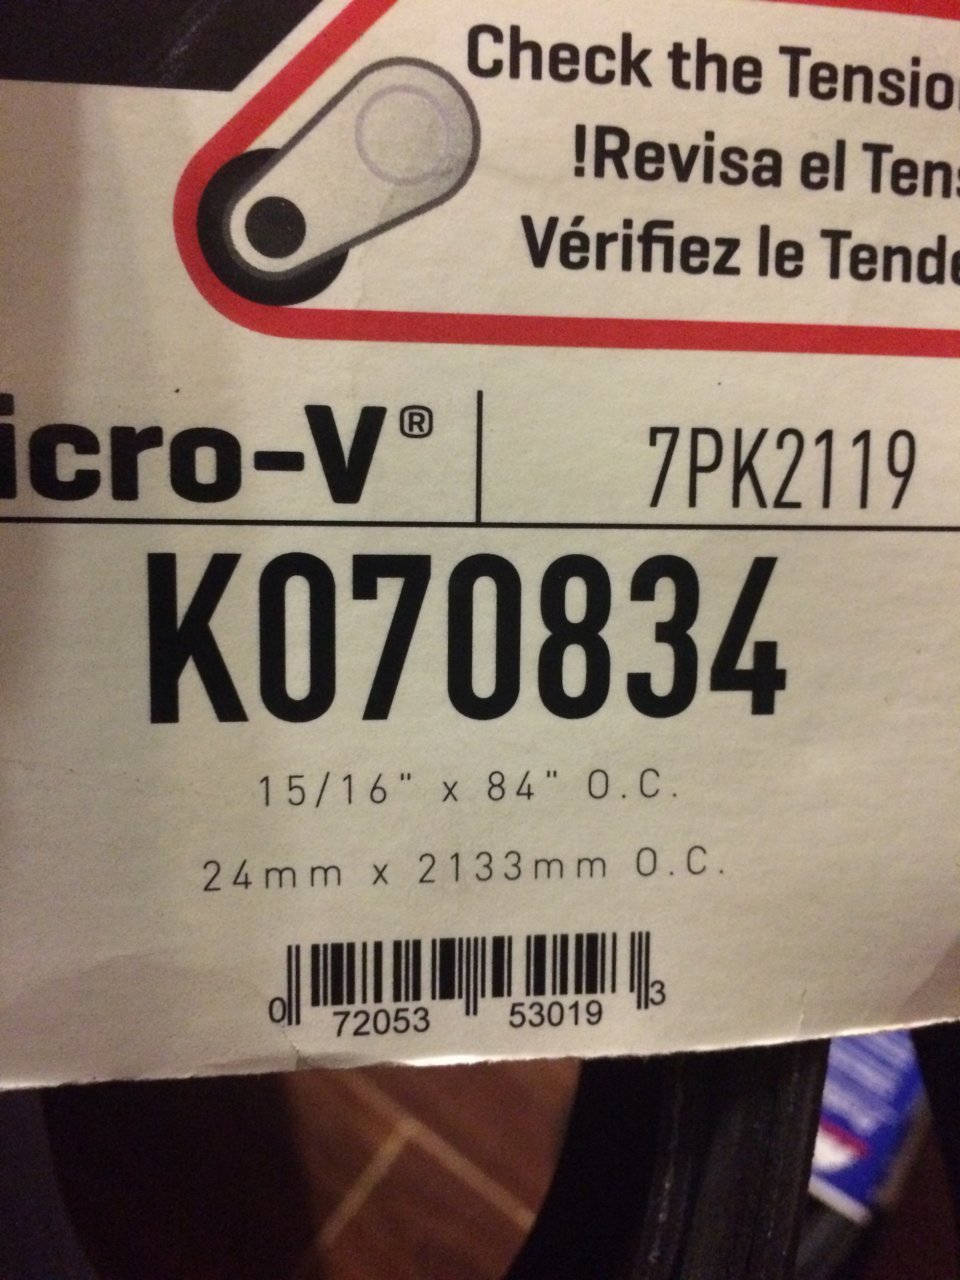 Check the Tensio
!Revisa el Tens
Vérifiez le Tende
icro-V® 7PK2119
K070834
15/16" x 84" O.C.
24mm x 2133mm O.C.
0 72053 53019 3